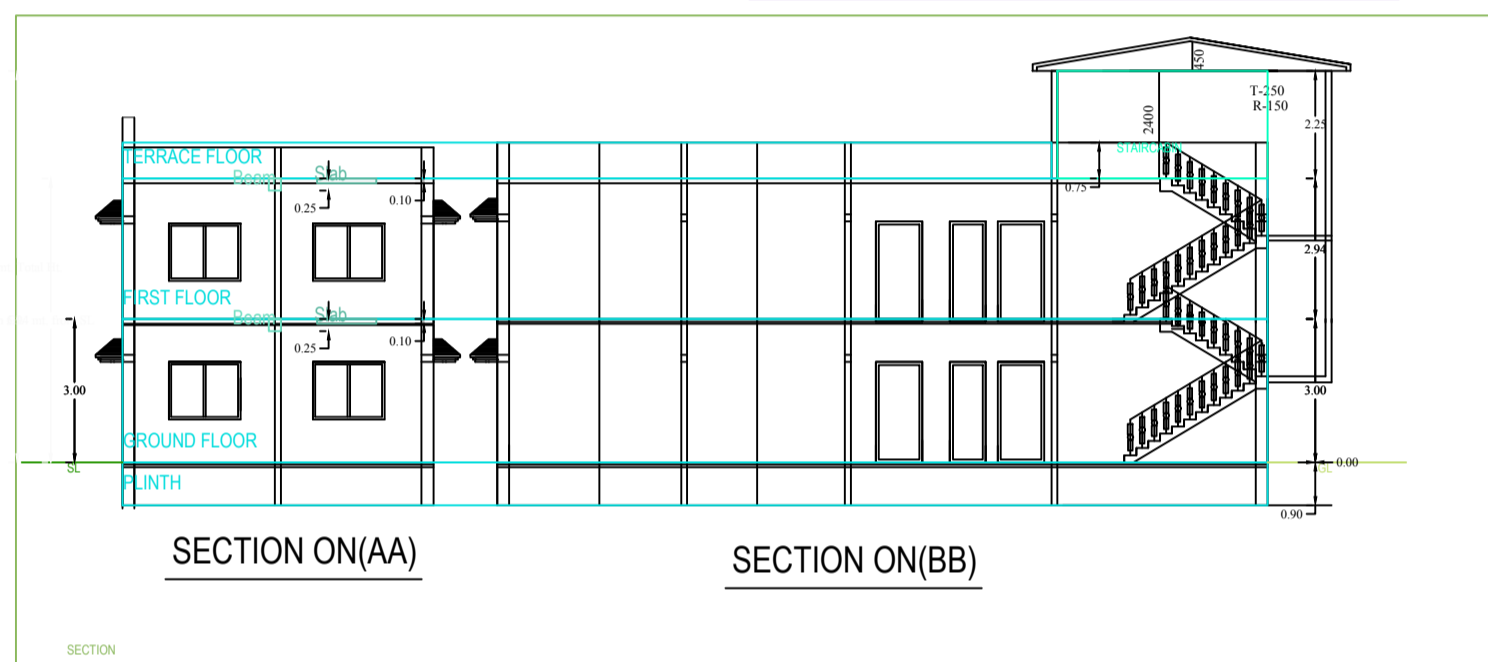 450
T-250
R-150
2400
2.25
TERRACE FLOOR
STAIRCABIN
Beam
Slab
0.75
0.25
0.10
2.94
FIRST FLOOR
Beam
Slab
0.25
0.10
3.00
3.00
GROUND FLOOR
SL
GL
0.00
PLINTH
0.90
SECTION ON(AA)
SECTION ON(BB)
SECTION